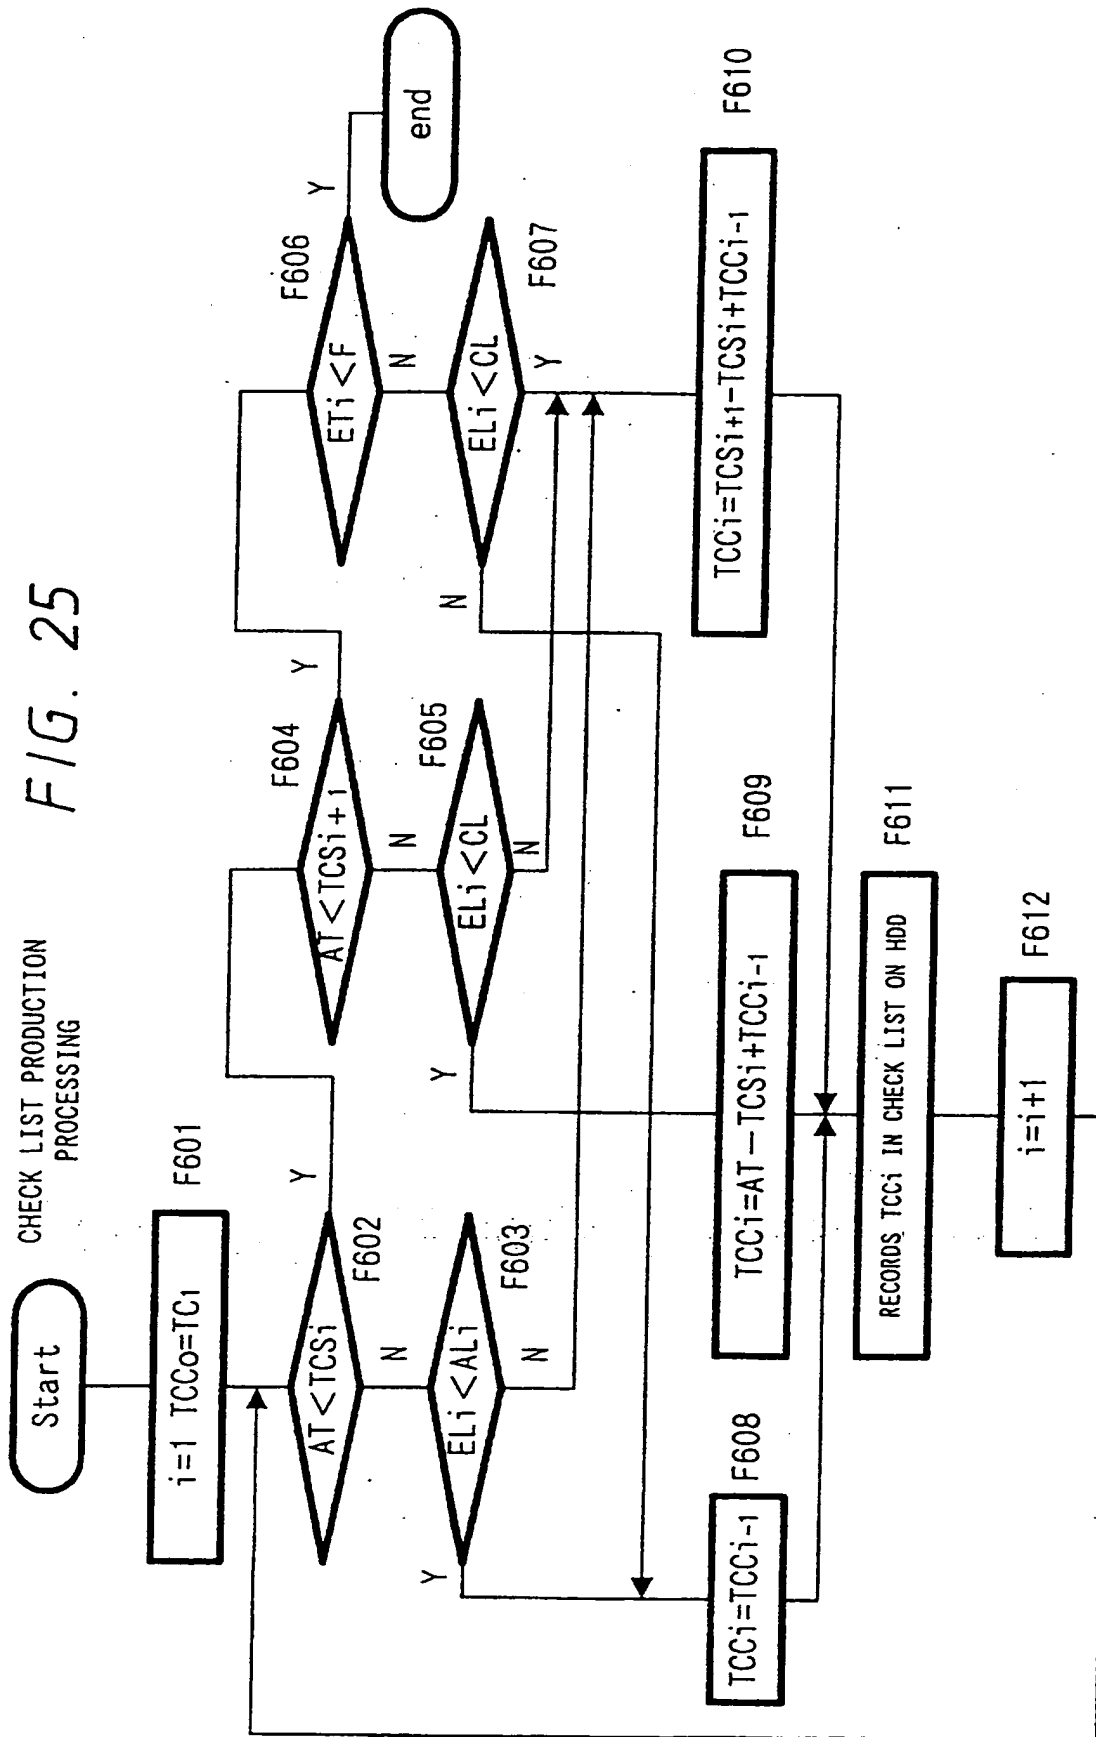 FIG. 25
CHECK LIST PRODUCTION
PROCESSING
Start
i=1 TCC0=TC1
F601
AT<TCSi
F602
Y
N
ELi<ALi
F603
Y
N
AT<TCSi+1
F604
Y
N
ELi<CL
F605
Y
N
ETi<F
F606
Y
N
end
ELi<CL
F607
N
Y
TCCi=TCCi-1
F608
TCCi=AT-TCSi+TCCi-1
F609
TCCi=TCSi+1-TCSi+TCCi-1
F610
RECORDS TCCi IN CHECK LIST ON HDD
F611
i=i+1
F612